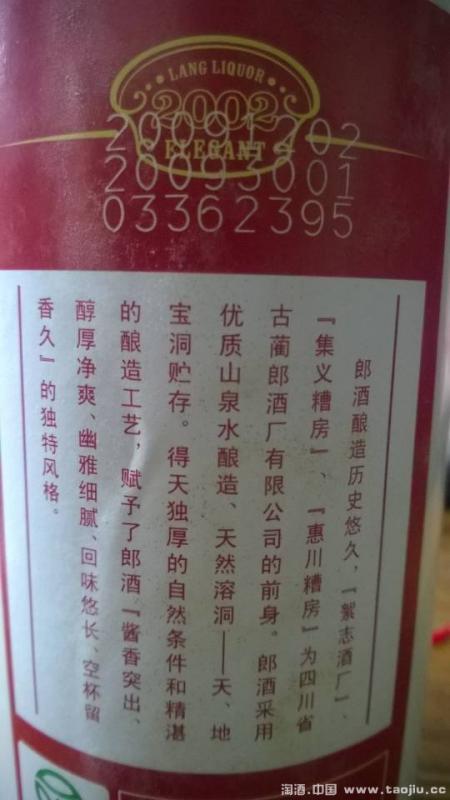 LANG LIQUOR
2002
ELEGANT
20091202
20093001
03362395
郎酒酿造历史悠久，『絮志酒厂』、
『集义糟房』、『惠川糟房』为四川省
古蔺郎酒厂有限公司的前身。郎酒采用
优质山泉水酿造、天然溶洞——天、地
宝洞贮存。得天独厚的自然条件和精湛
的酿造工艺，赋予了郎酒『酱香突出、
醇厚净爽、幽雅细腻、回味悠长、空杯留
香久』的独特风格。
淘酒.中国 www.taojiu.cc